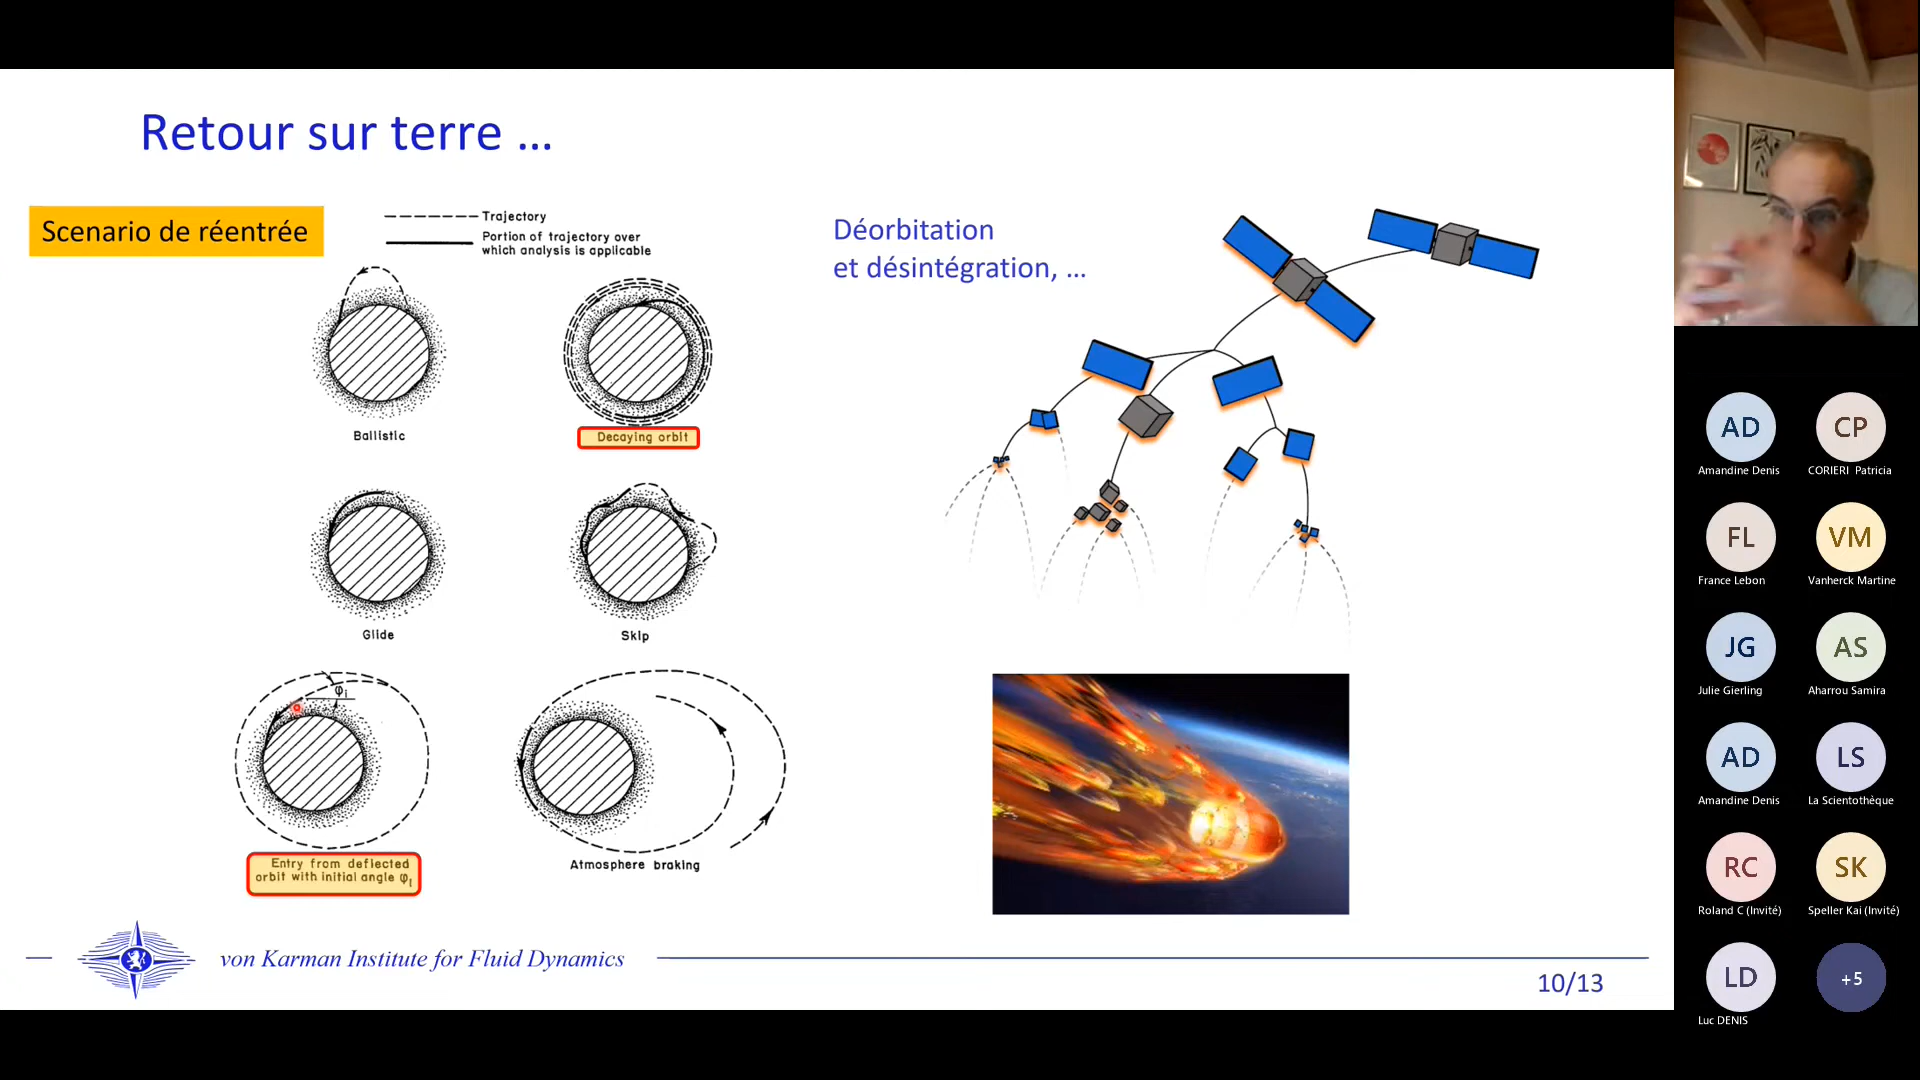 Retour sur terre ...
Scenario de réentrée
Trajectory
Portion of trajectory over
which analysis is applicable
Ballistic
Decaying orbit
Glide
Skip
φi
Entry from deflected
orbit with initial angle φi
Atmosphere braking
Déorbitation
et désintégration, ...
von Karman Institute for Fluid Dynamics
10/13
AD
Amandine Denis
CP
CORIERI Patricia
FL
France Lebon
VM
Vanherck Martine
JG
Julie Gierling
AS
Aharrou Samira
AD
Amandine Denis
LS
La Scientothèque
RC
Roland C (Invité)
SK
Speller Kai (Invité)
LD
Luc DENIS
+5